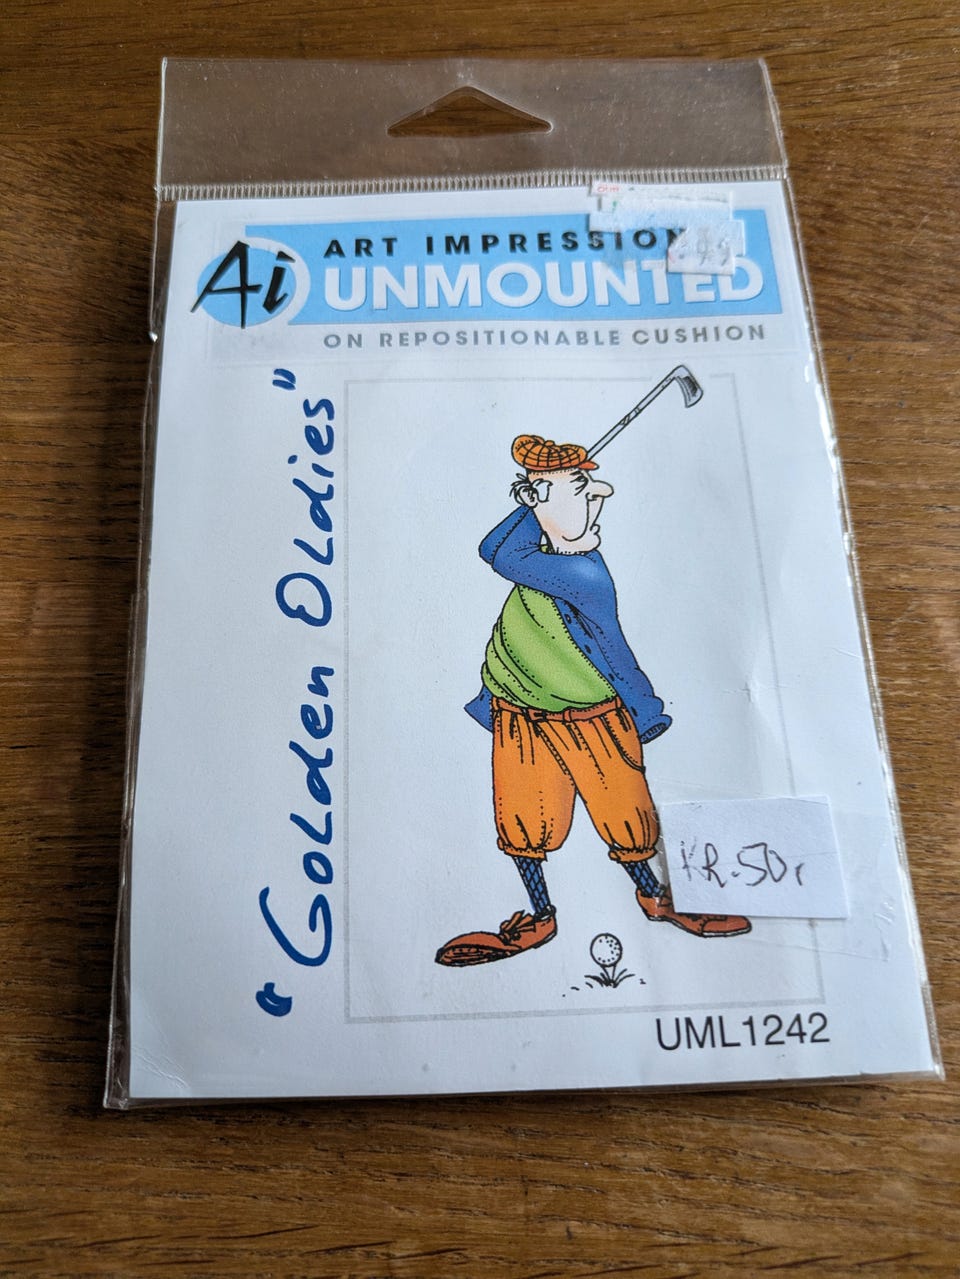 Ai
ART IMPRESSION
UNMOUNTED
ON REPOSITIONABLE CUSHION
"Golden Oldies"
KR.50,
UML1242